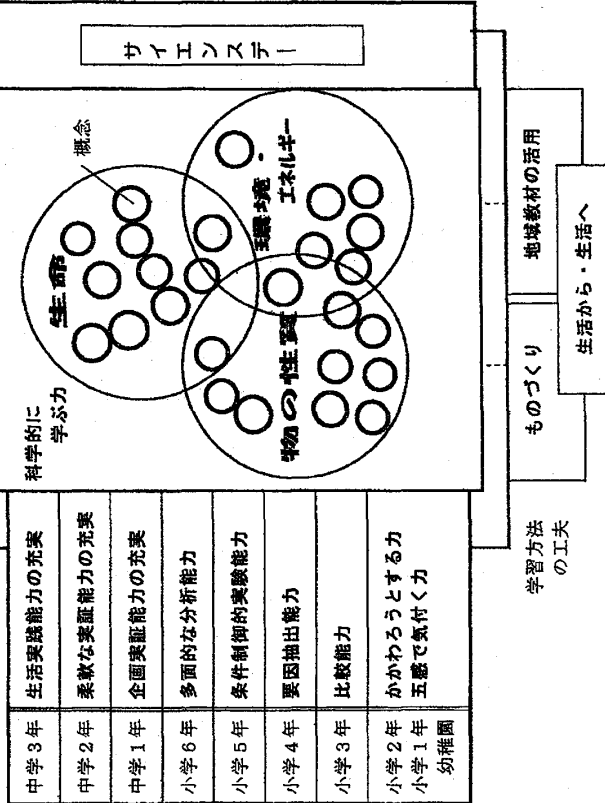 サイエンスデー
概念
生命
環境・
エネルギー
物の性質
科学的に
学ぶ力
中学3年 生活実践能力の充実
中学2年 柔軟な実証能力の充実
中学1年 企画実証能力の充実
小学6年 多面的な分析能力
小学5年 条件制御的実験能力
小学4年 要因抽出能力
小学3年 比較能力
小学2年 かかわろうとする力
小学1年 五感で気付く力
幼稚園
学習方法
の工夫
ものづくり
地域教材の活用
生活から・生活へ